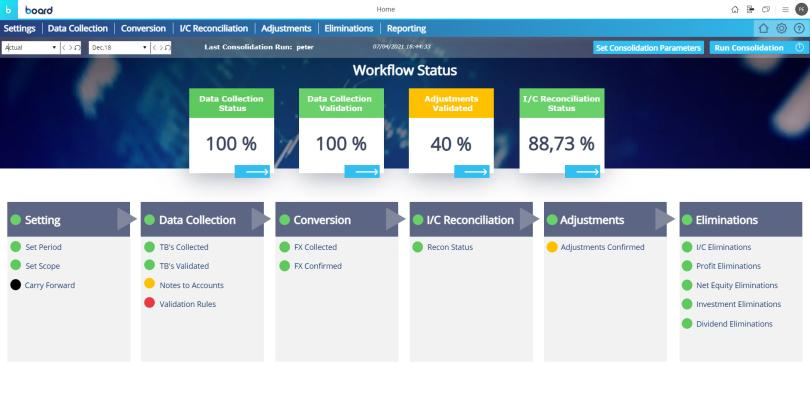 b board Home PE
Settings Data Collection Conversion I/C Reconciliation Adjustments Eliminations Reporting
Actual Dec.18 Last Consolidation Run: peter 07/04/2021 18:44:33 Set Consolidation Parameters Run Consolidation
Workflow Status
Data Collection Status
100 %
Data Collection Validation
100 %
Adjustments Validated
40 %
I/C Reconciliation Status
88,73 %
Setting
Set Period
Set Scope
Carry Forward
Data Collection
TB's Collected
TB's Validated
Notes to Accounts
Validation Rules
Conversion
FX Collected
FX Confirmed
I/C Reconciliation
Recon Status
Adjustments
Adjustments Confirmed
Eliminations
I/C Eliminations
Profit Eliminations
Net Equity Eliminations
Investment Eliminations
Dividend Eliminations